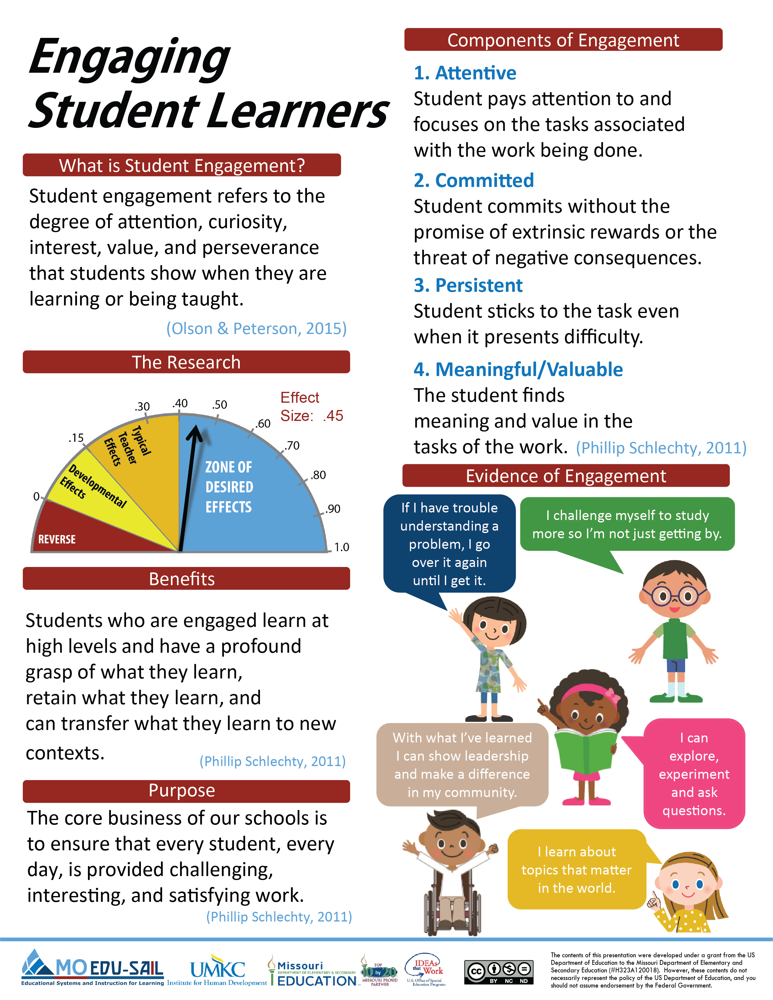 Engaging
Student Learners
What is Student Engagement?
Student engagement refers to the
degree of attention, curiosity,
interest, value, and perseverance
that students show when they are
learning or being taught.
(Olson & Peterson, 2015)
The Research
Effect
Size: .45
0
.15
.30
.40
.50
.60
.70
.80
.90
1.0
REVERSE
Developmental
Effects
Typical
Teacher
Effects
ZONE OF
DESIRED
EFFECTS
Benefits
Students who are engaged learn at
high levels and have a profound
grasp of what they learn,
retain what they learn, and
can transfer what they learn to new
contexts.
(Phillip Schlechty, 2011)
Purpose
The core business of our schools is
to ensure that every student, every
day, is provided challenging,
interesting, and satisfying work.
(Phillip Schlechty, 2011)
Components of Engagement
1. Attentive
Student pays attention to and
focuses on the tasks associated
with the work being done.
2. Committed
Student commits without the
promise of extrinsic rewards or the
threat of negative consequences.
3. Persistent
Student sticks to the task even
when it presents difficulty.
4. Meaningful/Valuable
The student finds
meaning and value in the
tasks of the work. (Phillip Schlechty, 2011)
Evidence of Engagement
If I have trouble
understanding a
problem, I go
over it again
until I get it.
I challenge myself to study
more so I'm not just getting by.
With what I've learned
I can show leadership
and make a difference
in my community.
I can
explore,
experiment
and ask
questions.
I learn about
topics that matter
in the world.
MO EDU-SAIL
Educational Systems and Instruction for Learning
UMKC
Institute for Human Development
Missouri
DEPARTMENT OF ELEMENTARY & SECONDARY
EDUCATION
TOP
10 by 20
MISSOURI PROUD
PARTNER
IDEAs
that Work
U.S. Office of Special
Education Programs
cc
BY NC ND
The contents of this presentation were developed under a grant from the US
Department of Education to the Missouri Department of Elementary and
Secondary Education (#H323A120018). However, these contents do not
necessarily represent the policy of the US Department of Education, and you
should not assume endorsement by the Federal Government.